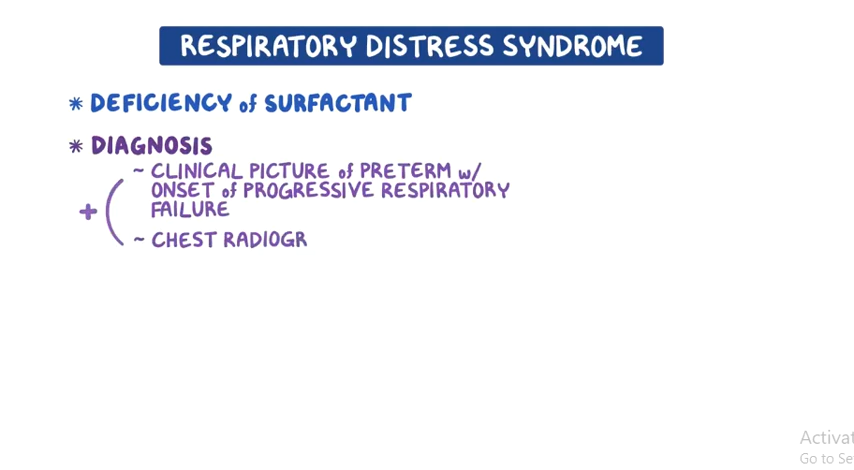 RESPIRATORY DISTRESS SYNDROME
* DEFICIENCY of SURFACTANT
* DIAGNOSIS
~ CLINICAL PICTURE of PRETERM w/
ONSET of PROGRESSIVE RESPIRATORY
FAILURE
+
~ CHEST RADIOGR
Activat
Go to Se